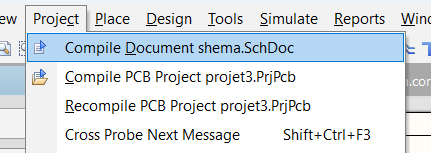 ew Project Place Design Tools Simulate Reports
Compile Document shema.SchDoc
Compile PCB Project projet3.PrjPcb
Recompile PCB Project projet3.PrjPcb
Cross Probe Next Message Shift+Ctrl+F3